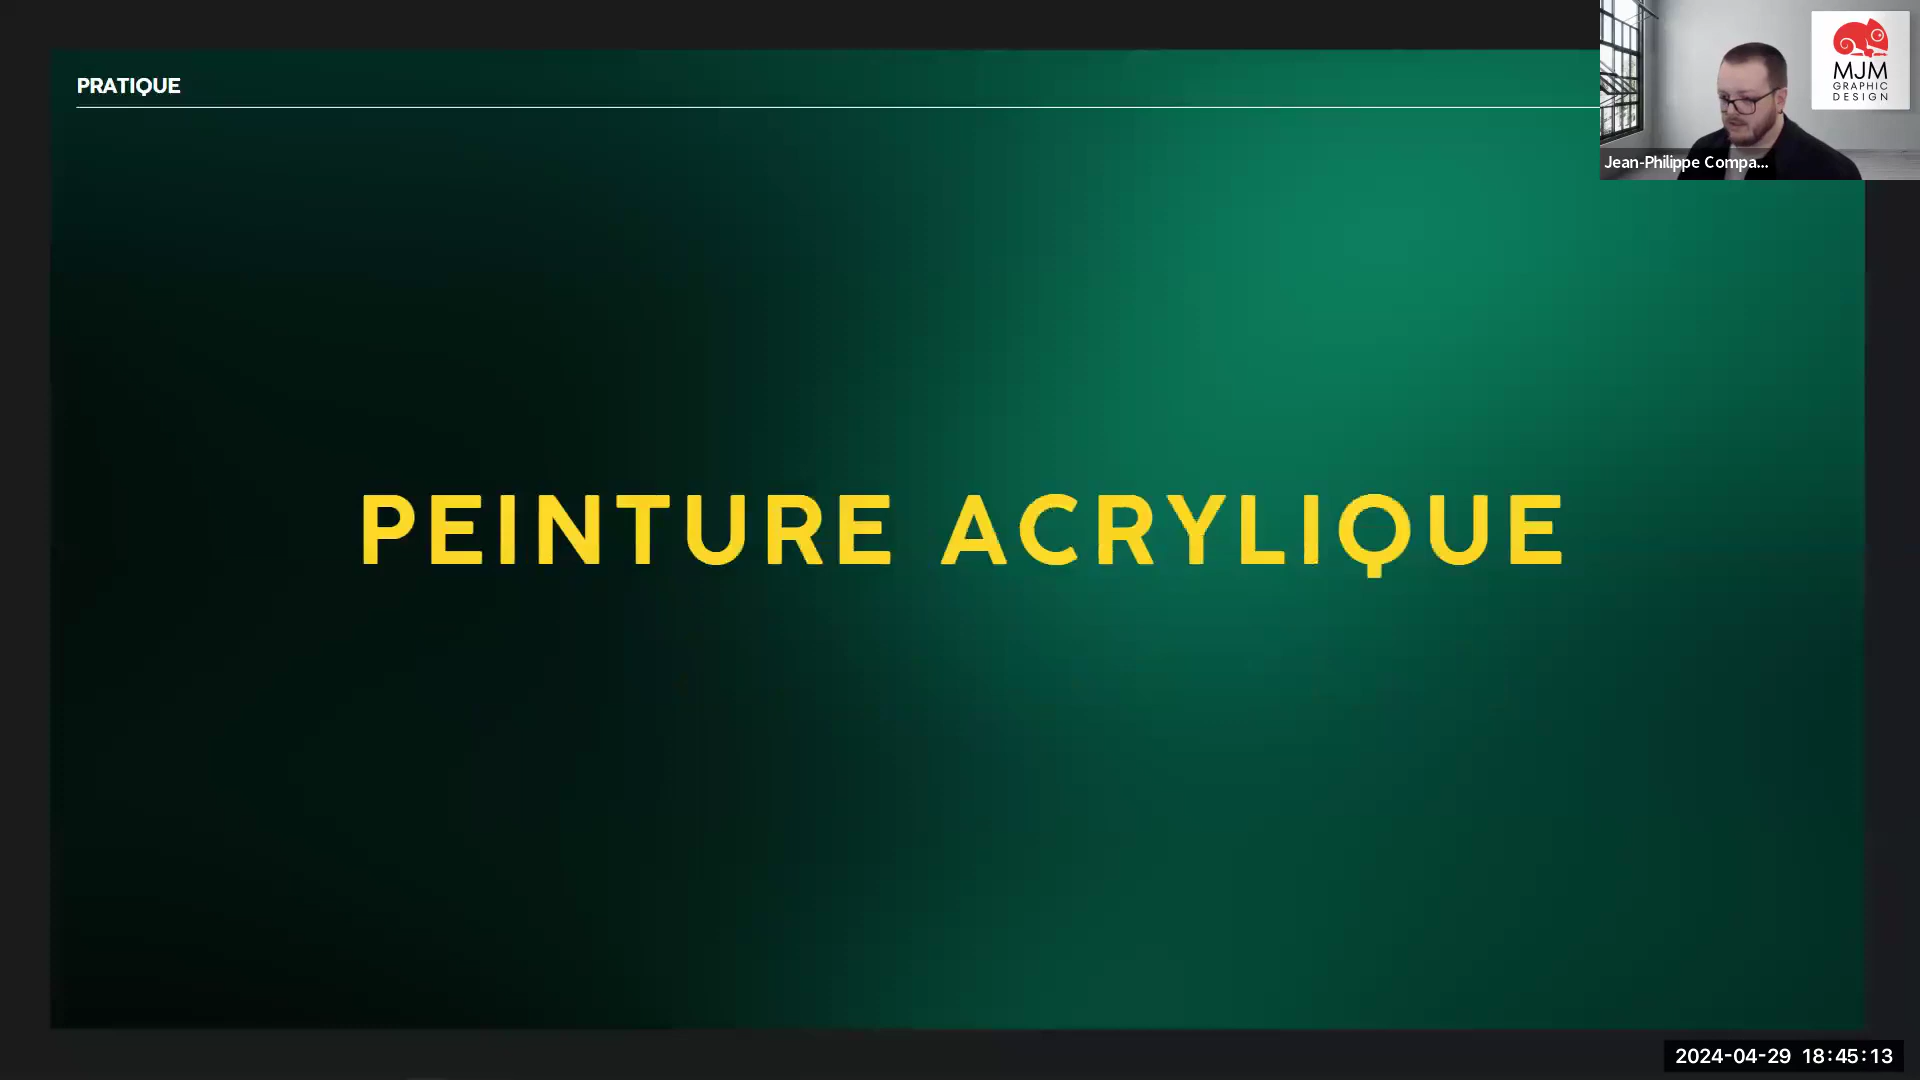 PRATIQUE
MJM
GRAPHIC
DESIGN
Jean-Philippe Compa...
PEINTURE ACRYLIQUE
2024-04-29 18:45:13